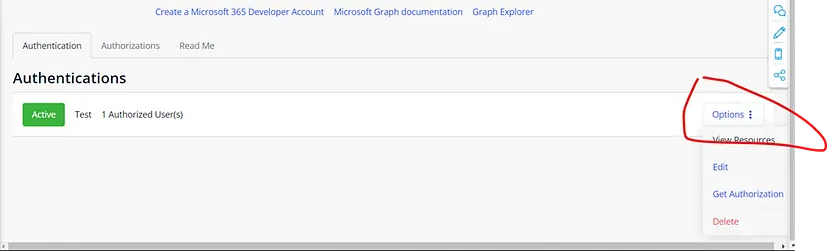 Create a Microsoft 365 Developer Account Microsoft Graph documentation Graph Explorer
Authentication Authorizations Read Me
Authentications
Active Test 1 Authorized User(s)
Options
View Resources
Edit
Get Authorization
Delete